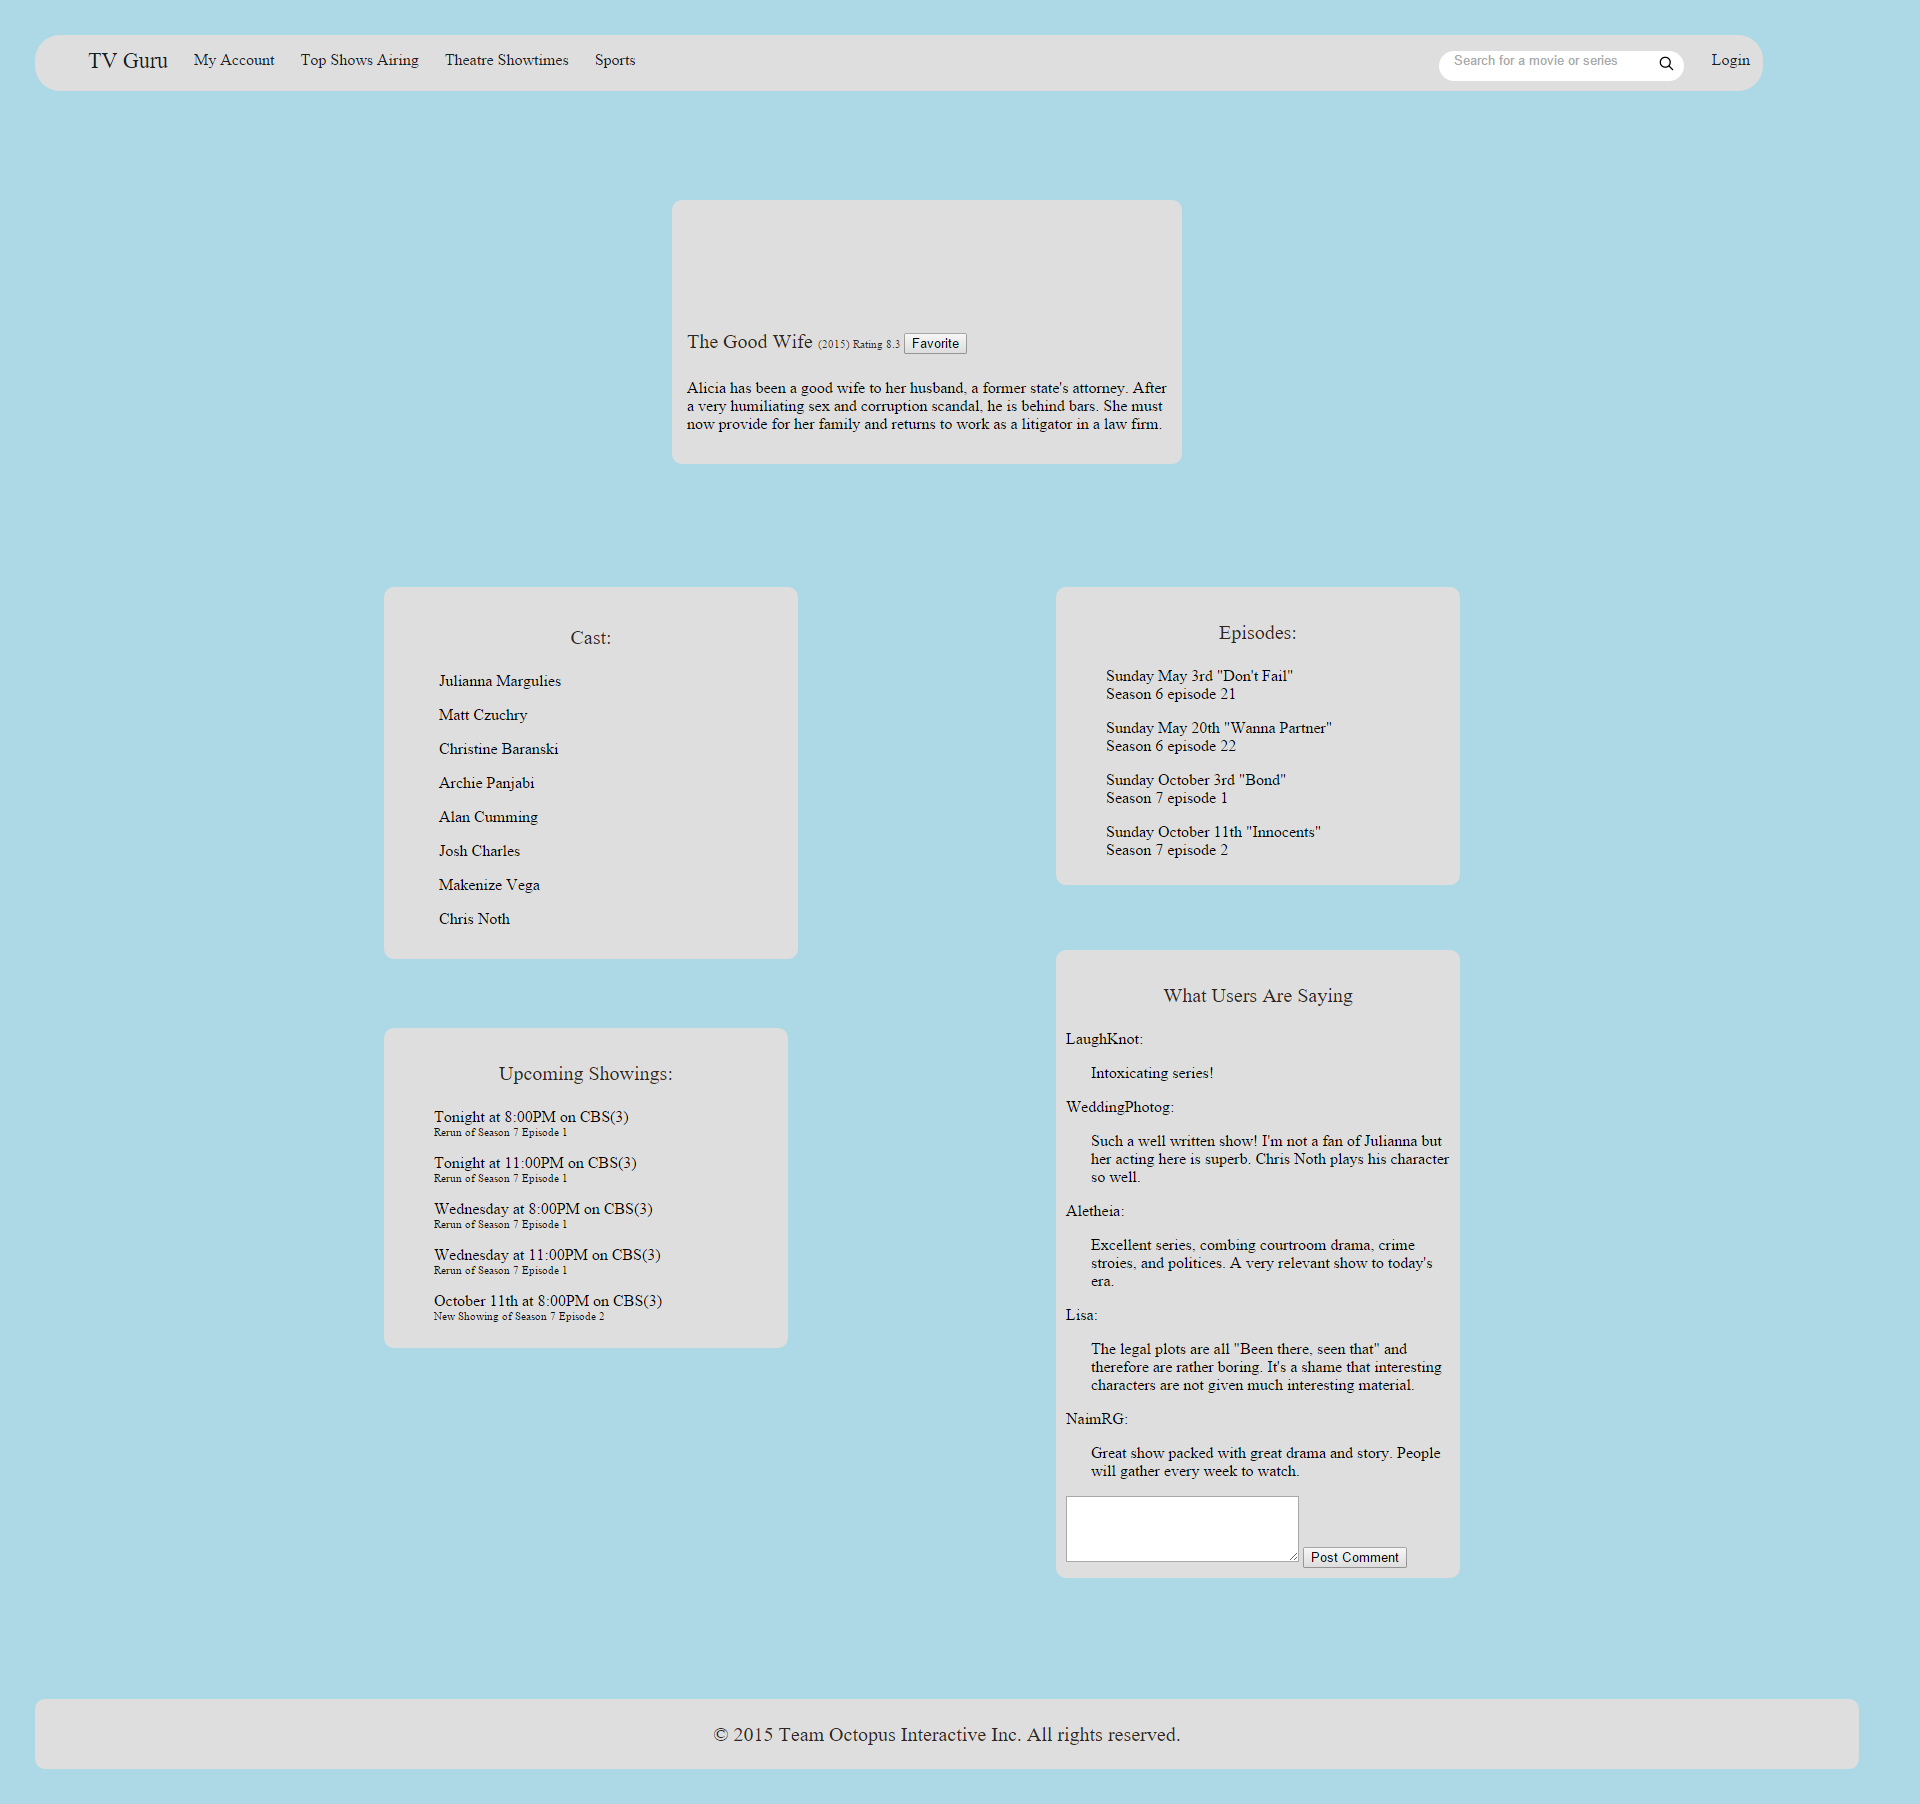 TV Guru My Account Top Shows Airing Theatre Showtimes Sports Search for a movie or series Login
The Good Wife (2015) Rating 8.3 Favorite
Alicia has been a good wife to her husband, a former state's attorney. After
a very humiliating sex and corruption scandal, he is behind bars. She must
now provide for her family and returns to work as a litigator in a law firm.
Cast:
Julianna Margulies
Matt Czuchry
Christine Baranski
Archie Panjabi
Alan Cumming
Josh Charles
Makenize Vega
Chris Noth
Upcoming Showings:
Tonight at 8:00PM on CBS(3)
Rerun of Season 7 Episode 1
Tonight at 11:00PM on CBS(3)
Rerun of Season 7 Episode 1
Wednesday at 8:00PM on CBS(3)
Rerun of Season 7 Episode 1
Wednesday at 11:00PM on CBS(3)
Rerun of Season 7 Episode 1
October 11th at 8:00PM on CBS(3)
New Showing of Season 7 Episode 2
Episodes:
Sunday May 3rd "Don't Fail"
Season 6 episode 21
Sunday May 20th "Wanna Partner"
Season 6 episode 22
Sunday October 3rd "Bond"
Season 7 episode 1
Sunday October 11th "Innocents"
Season 7 episode 2
What Users Are Saying
LaughKnot:
Intoxicating series!
WeddingPhotog:
Such a well written show! I'm not a fan of Julianna but
her acting here is superb. Chris Noth plays his character
so well.
Aletheia:
Excellent series, combing courtroom drama, crime
stroies, and politices. A very relevant show to today's
era.
Lisa:
The legal plots are all "Been there, seen that" and
therefore are rather boring. It's a shame that interesting
characters are not given much interesting material.
NaimRG:
Great show packed with great drama and story. People
will gather every week to watch.
Post Comment
© 2015 Team Octopus Interactive Inc. All rights reserved.